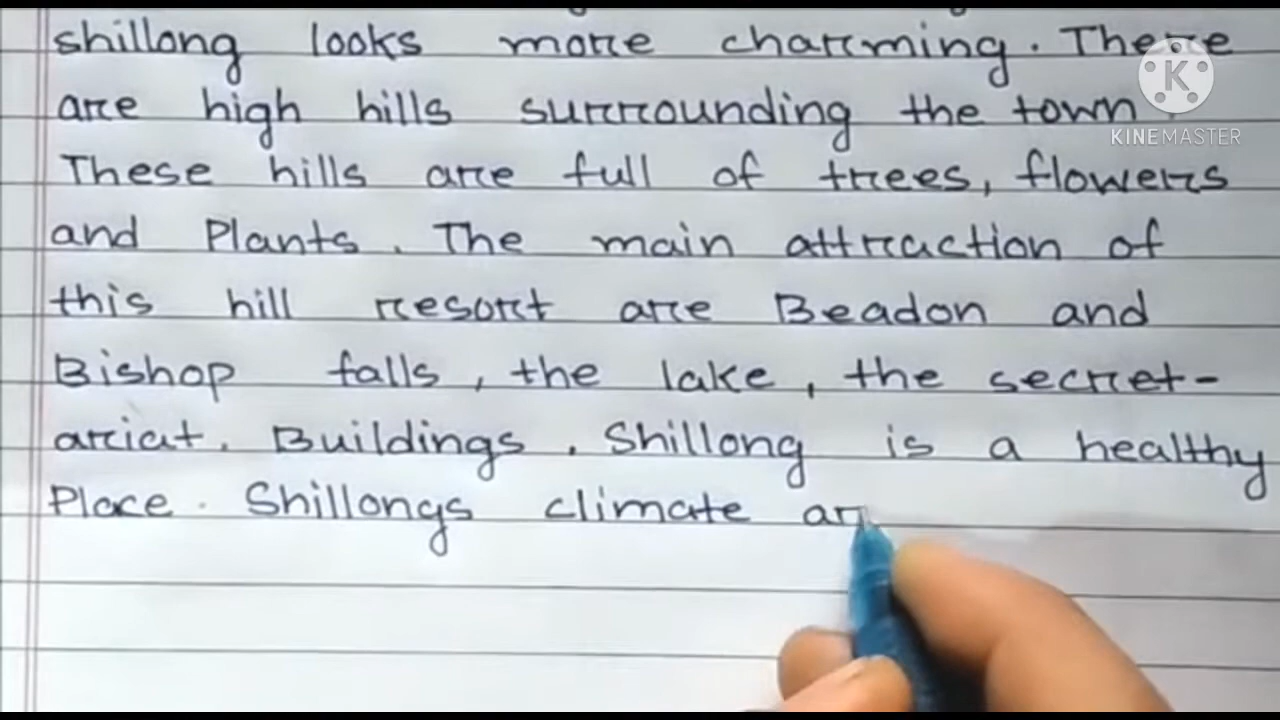 shillong looks more charming. There
are high hills surrounding the town
These hills are full of trees, flowers
and Plants. The main attraction of
this hill resort are Beadon and
Bishop falls, the lake, the secret-
ariat. Buildings. Shillong is a healthy
Place. Shillongs climate an
KINEMASTER